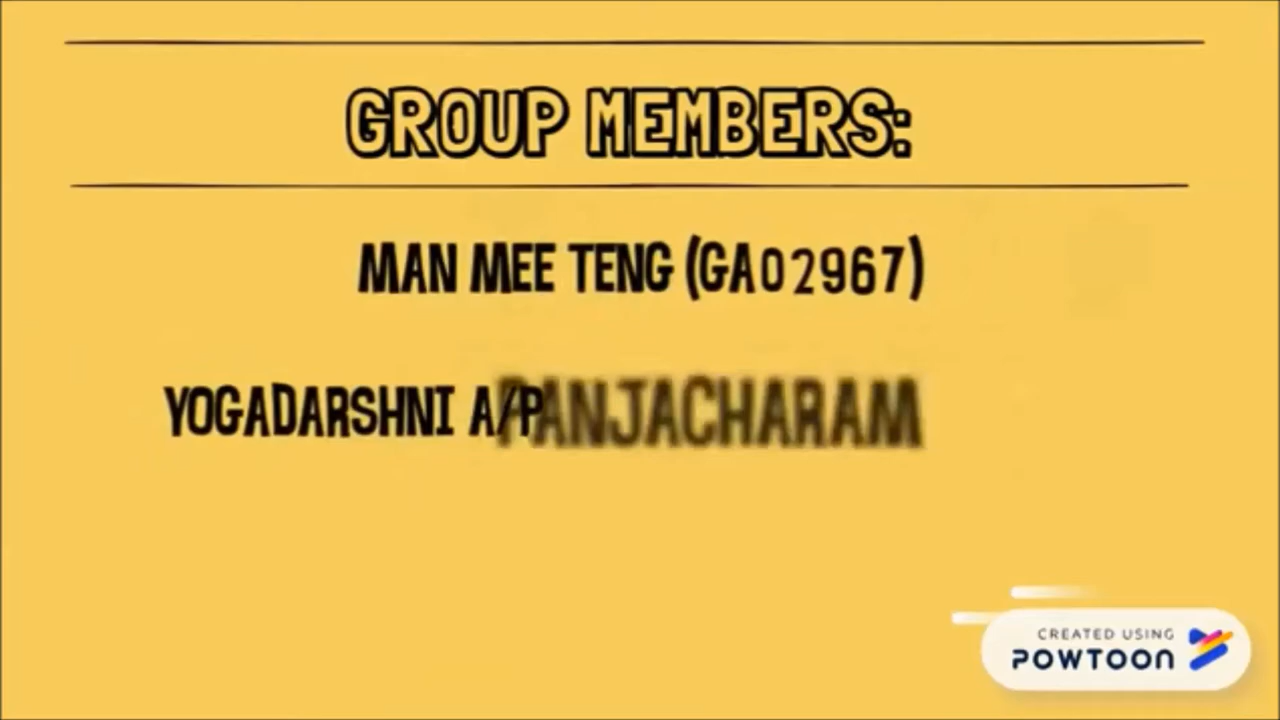 GROUP MEMBERS:
MAN MEE TENG (GA02967)
YOGADARSHNI A/P PANJACHARAM
CREATED USING
POWTOON